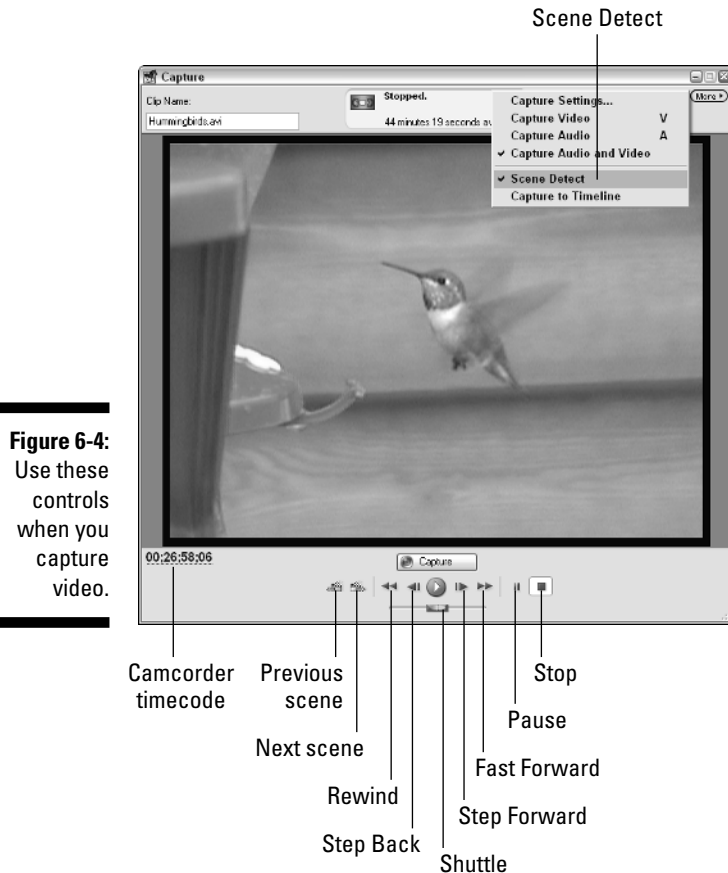 Scene Detect
Capture
More
Clip Name:
Stopped.
Hummingbirds.avi
44 minutes 19 seconds av
Capture Settings...
Capture Video V
Capture Audio A
Capture Audio and Video
Scene Detect
Capture to Timeline
Figure 6-4:
Use these
controls
when you
capture
video.
00;26;58;06
Capture
Camcorder
timecode
Previous
scene
Next scene
Rewind
Step Back
Shuttle
Step Forward
Fast Forward
Pause
Stop